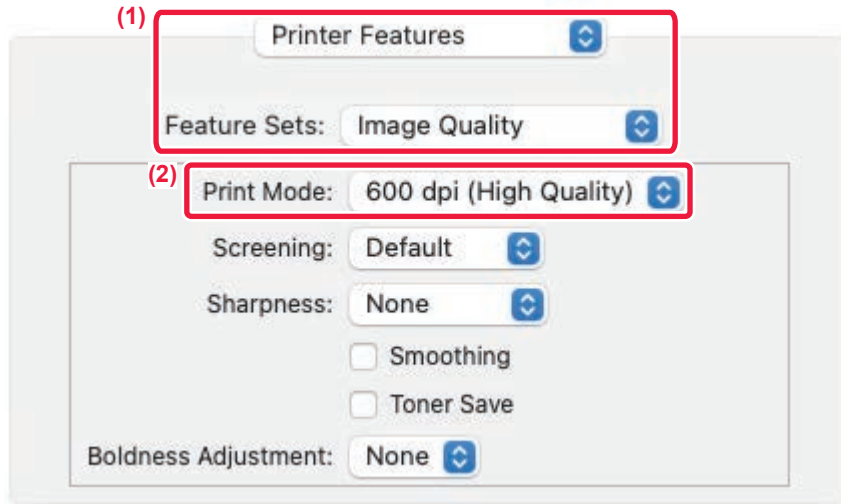 (1)
Printer Features
Feature Sets: Image Quality
(2)
Print Mode: 600 dpi (High Quality)
Screening: Default
Sharpness: None
Smoothing
Toner Save
Boldness Adjustment: None